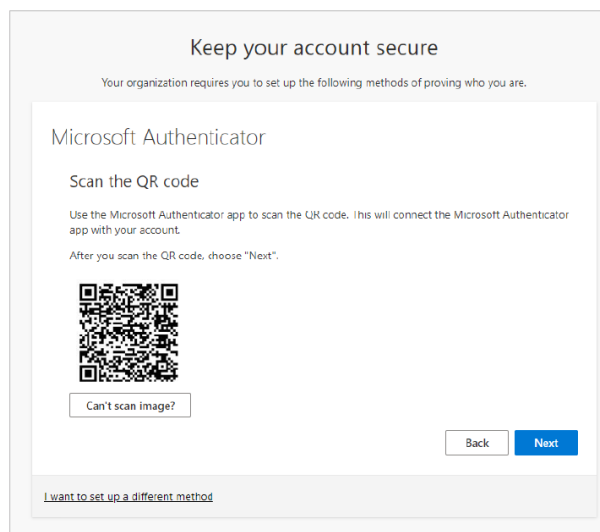 Keep your account secure
Your organization requires you to set up the following methods of proving who you are.
Microsoft Authenticator
Scan the QR code
Use the Microsoft Authenticator app to scan the QR code. This will connect the Microsoft Authenticator
app with your account.
After you scan the QR code, choose "Next".
Can't scan image?
Back
Next
I want to set up a different method